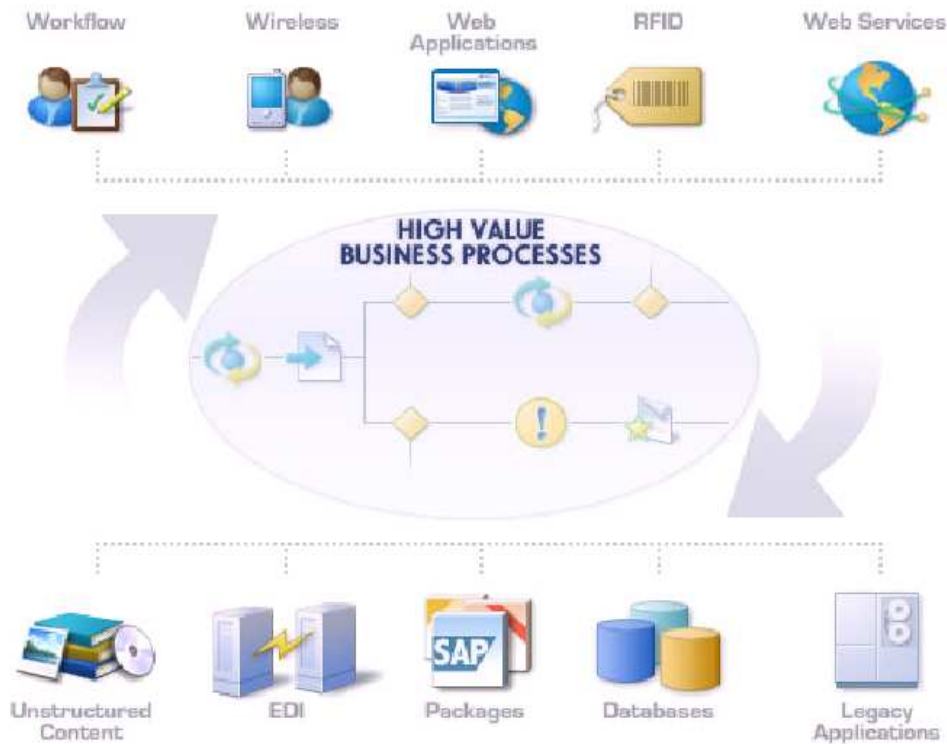 Workflow
Wireless
Web
Applications
RFID
Web Services
HIGH VALUE
BUSINESS PROCESSES
!
SAP
Unstructured
Content
EDI
Packages
Databases
Legacy
Applications